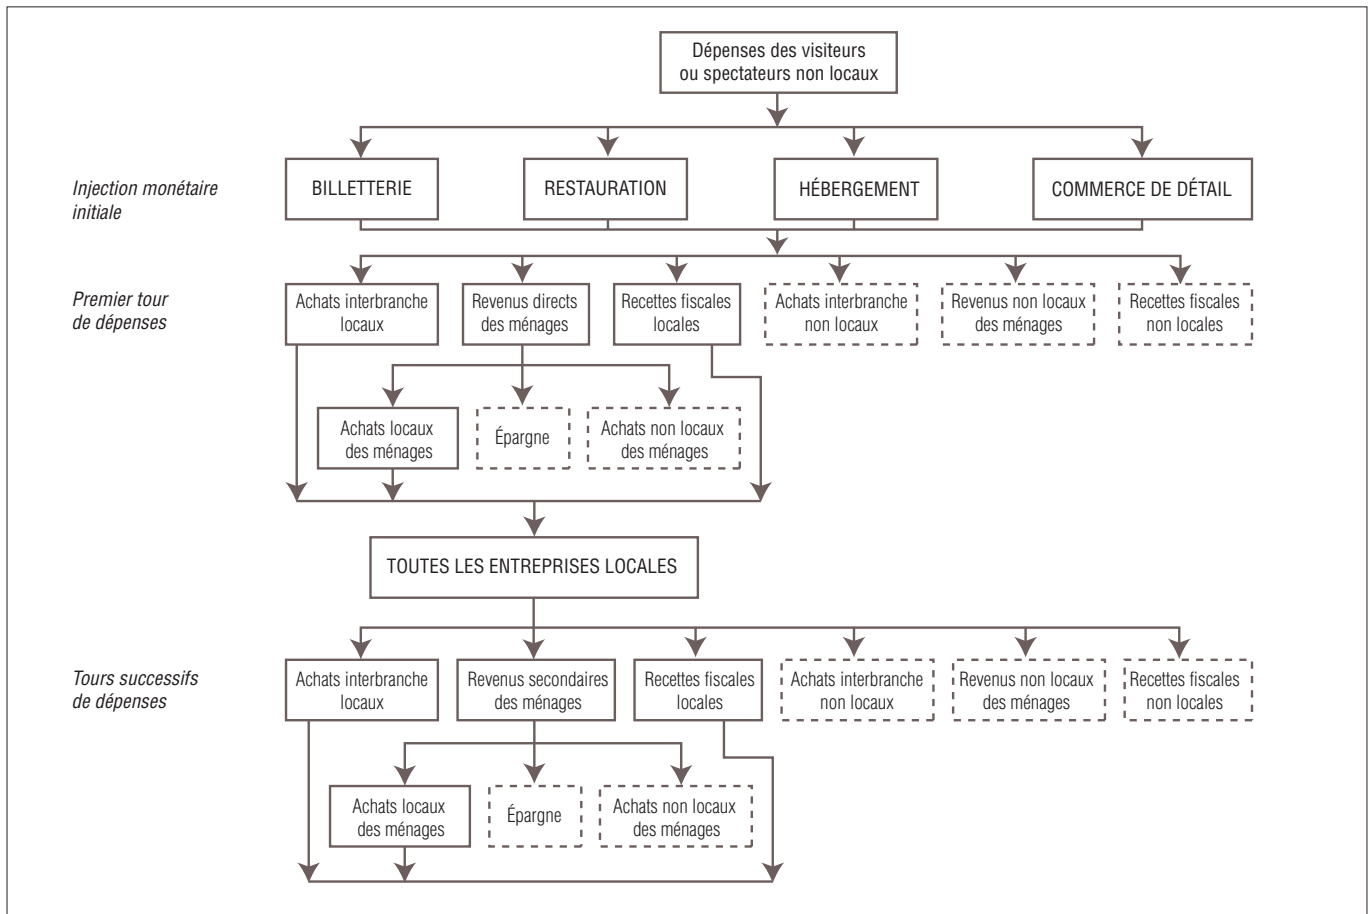 Dépenses des visiteurs
ou spectateurs non locaux
Injection monétaire
initiale
BILLETTERIE
RESTAURATION
HÉBERGEMENT
COMMERCE DE DÉTAIL
Premier tour
de dépenses
Achats interbranche
locaux
Revenus directs
des ménages
Recettes fiscales
locales
Achats interbranche
non locaux
Revenus non locaux
des ménages
Recettes fiscales
non locales
Achats locaux
des ménages
Épargne
Achats non locaux
des ménages
TOUTES LES ENTREPRISES LOCALES
Tours successifs
de dépenses
Achats interbranche
locaux
Revenus secondaires
des ménages
Recettes fiscales
locales
Achats interbranche
non locaux
Revenus non locaux
des ménages
Recettes fiscales
non locales
Achats locaux
des ménages
Épargne
Achats non locaux
des ménages